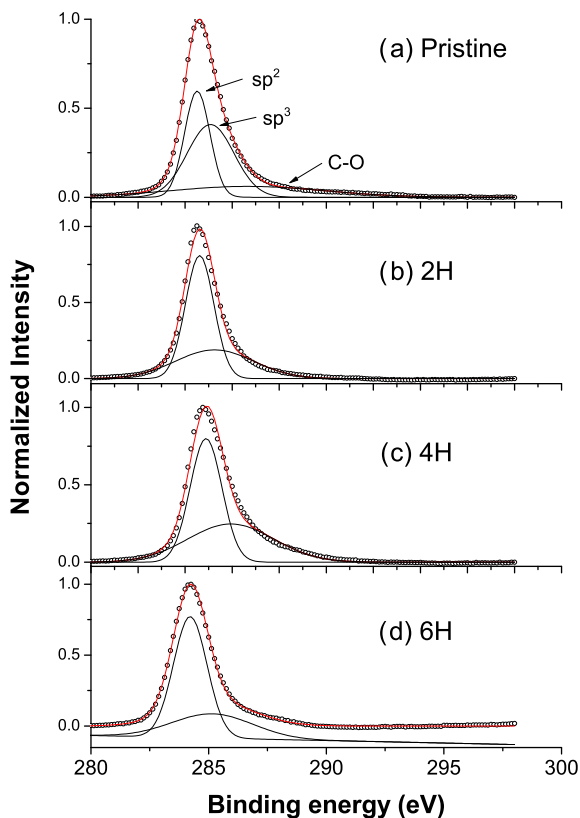 Normalized Intensity
1.0
0.5
0.0
(a) Pristine
sp²
sp³
C-O
1.0
0.5
0.0
(b) 2H
1.0
0.5
0.0
(c) 4H
1.0
0.5
0.0
(d) 6H
280 285 290 295 300
Binding energy (eV)